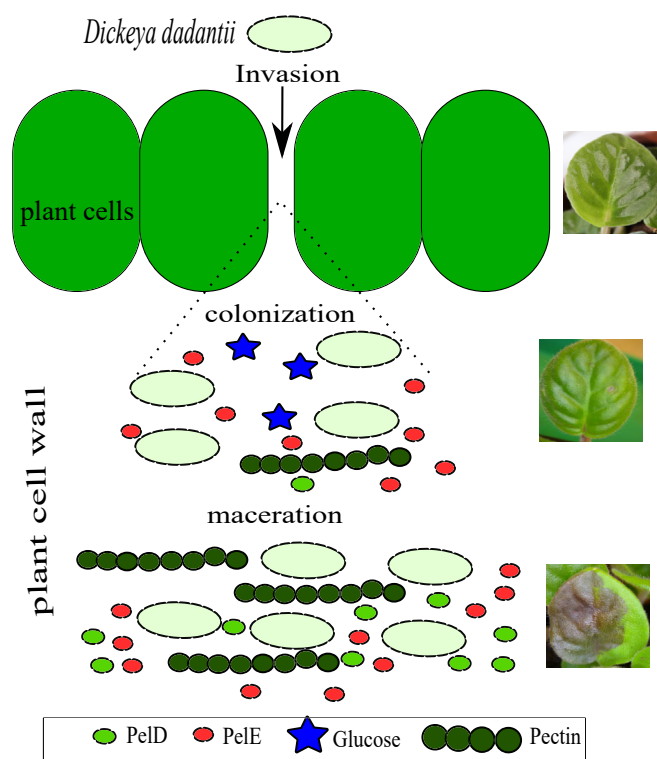 Dickeya dadantii
Invasion
plant cells
colonization
plant cell wall
maceration
PelD PelE Glucose Pectin